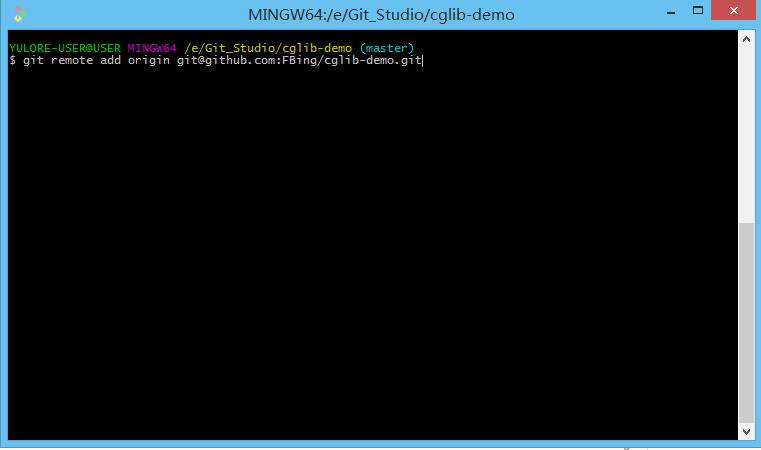 MINGW64:/e/Git_Studio/cglib-demo
YULORE-USER@USER MINGW64 /e/Git_Studio/cglib-demo (master)
$ git remote add origin git@github.com:FBing/cglib-demo.git